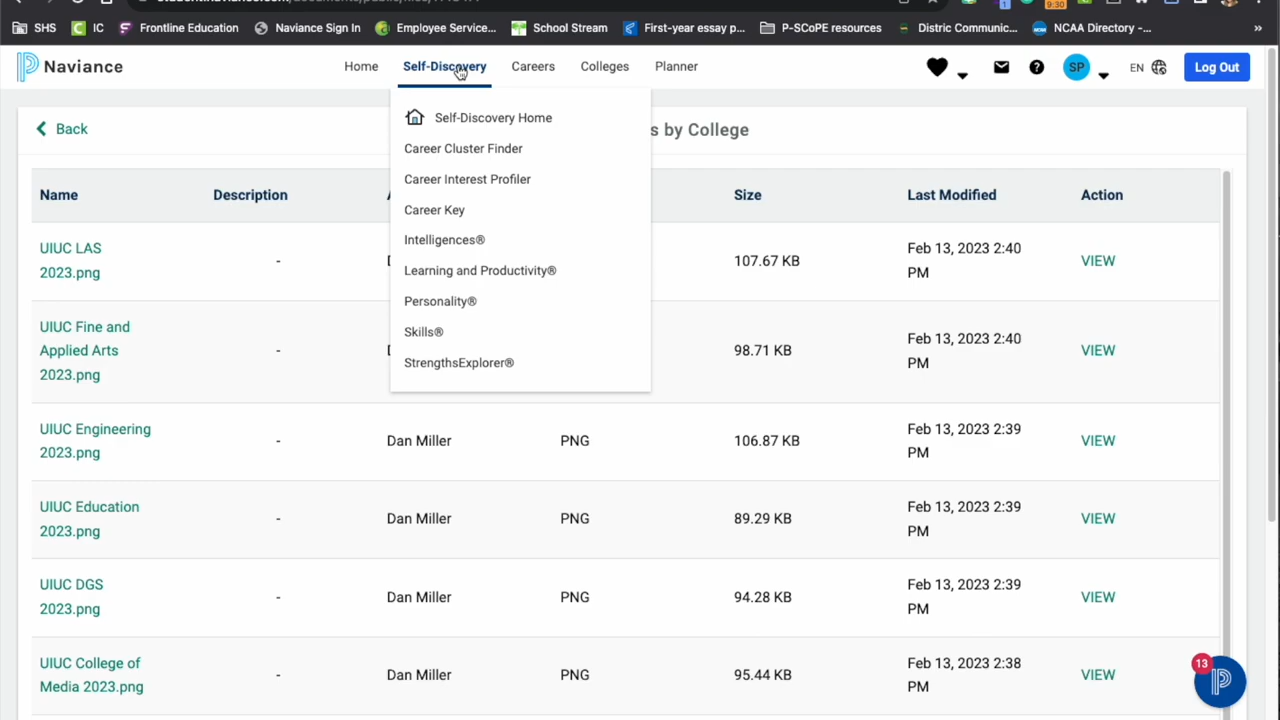 9:30
SHS
IC
Frontline Education
Naviance Sign In
Employee Service...
School Stream
First-year essay p...
P-SCoPE resources
Distric Communic...
NCAA Directory -...
»
Naviance
Home
Self-Discovery
Careers
Colleges
Planner
SP
EN
Log Out
Self-Discovery Home
Career Cluster Finder
Career Interest Profiler
Career Key
Intelligences®
Learning and Productivity®
Personality®
Skills®
StrengthsExplorer®
Back
s by College
Name
Description
Size
Last Modified
Action
UIUC LAS
2023.png
-
107.67 KB
Feb 13, 2023 2:40
PM
VIEW
UIUC Fine and
Applied Arts
2023.png
-
98.71 KB
Feb 13, 2023 2:40
PM
VIEW
UIUC Engineering
2023.png
-
Dan Miller
PNG
106.87 KB
Feb 13, 2023 2:39
PM
VIEW
UIUC Education
2023.png
-
Dan Miller
PNG
89.29 KB
Feb 13, 2023 2:39
PM
VIEW
UIUC DGS
2023.png
-
Dan Miller
PNG
94.28 KB
Feb 13, 2023 2:39
PM
VIEW
UIUC College of
Media 2023.png
-
Dan Miller
PNG
95.44 KB
Feb 13, 2023 2:38
PM
VIEW
13